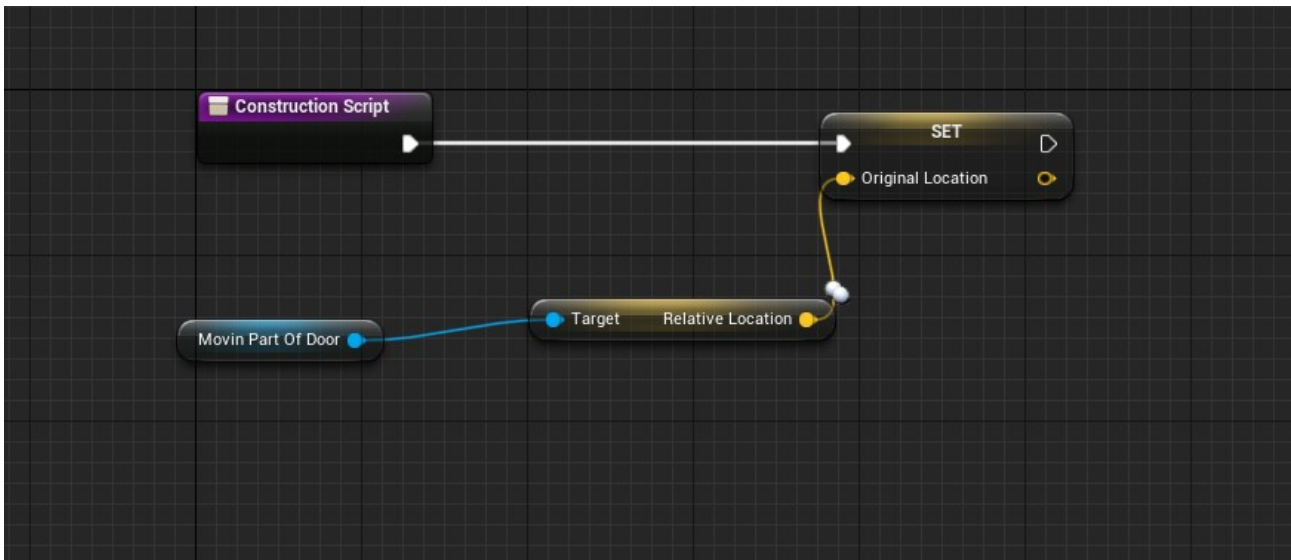 Construction Script
SET
Original Location
Target Relative Location
Movin Part Of Door